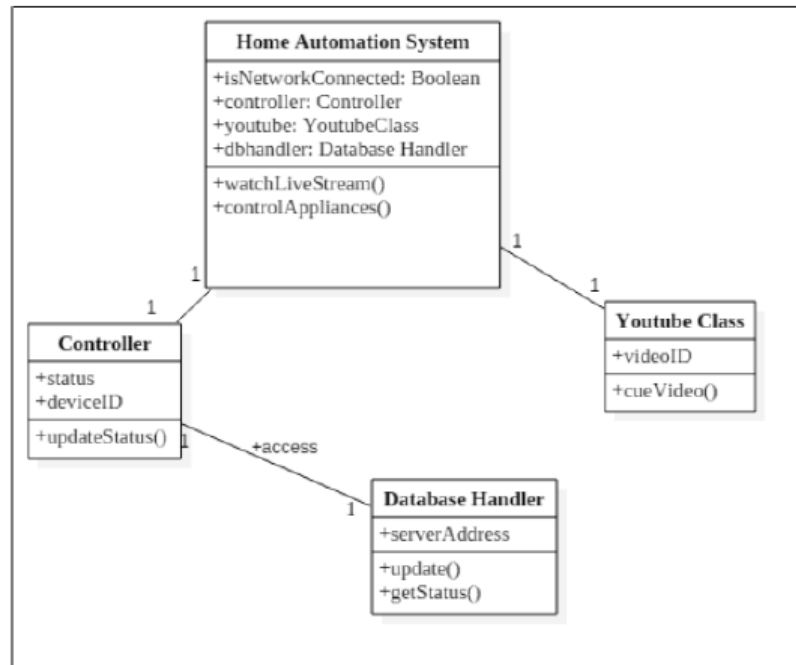 Home Automation System
+isNetworkConnected: Boolean
+controller: Controller
+youtube: YoutubeClass
+dbhandler: Database Handler
+watchLiveStream()
+controlAppliances()
1
1
1
1
Controller
+status
+deviceID
+updateStatus()
Youtube Class
+videoID
+cueVideo()
1
+access
1
Database Handler
+serverAddress
+update()
+getStatus()